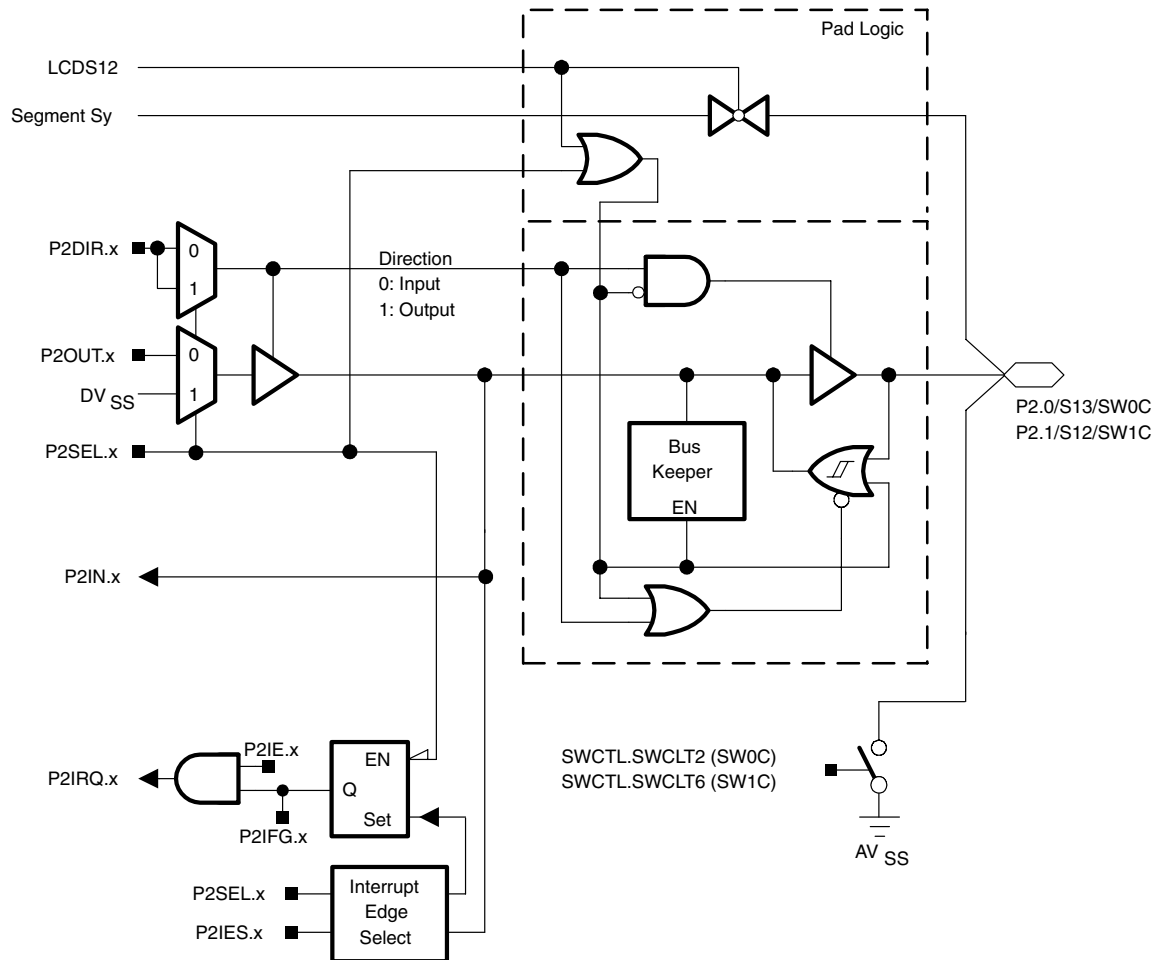 Pad Logic
LCDS12
Segment Sy
P2DIR.x
0
1
Direction
0: Input
1: Output
P2OUT.x
0
DV SS
1
P2SEL.x
P2.0/S13/SW0C
P2.1/S12/SW1C
Bus
Keeper
EN
P2IN.x
P2IE.x
EN
P2IRQ.x
Q
P2IFG.x
Set
SWCTL.SWCLT2 (SW0C)
SWCTL.SWCLT6 (SW1C)
AV SS
P2SEL.x
P2IES.x
Interrupt
Edge
Select